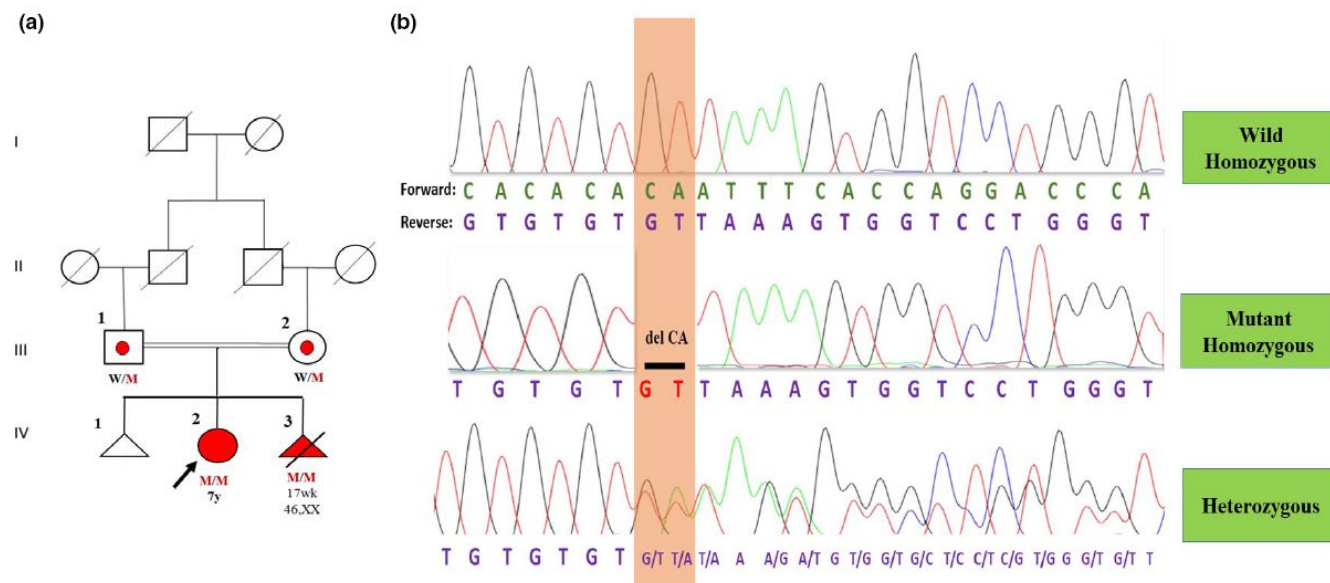 (a)
I
II
III
IV
1
2
W/M
W/M
1
2
3
M/M
7y
M/M
17wk
46,XX
(b)
Forward: C A C A C A C A A T T T C A C C A G G A C C C A
Reverse: G T G T G T G T T A A A G T G G T C C T G G G T
Wild
Homozygous
del CA
T G T G T G T T A A A G T G G T C C T G G G T
Mutant
Homozygous
T G T G T G T G/T T/A T/A A A/G A/T G T/G G/T G/C T/C C/T C/G T/G G G/T G/T T
Heterozygous